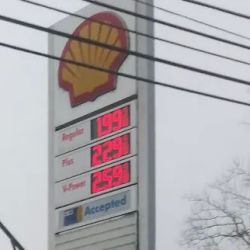 Regular 1.99
Plus 2.29
V-Power 2.59
Accepted